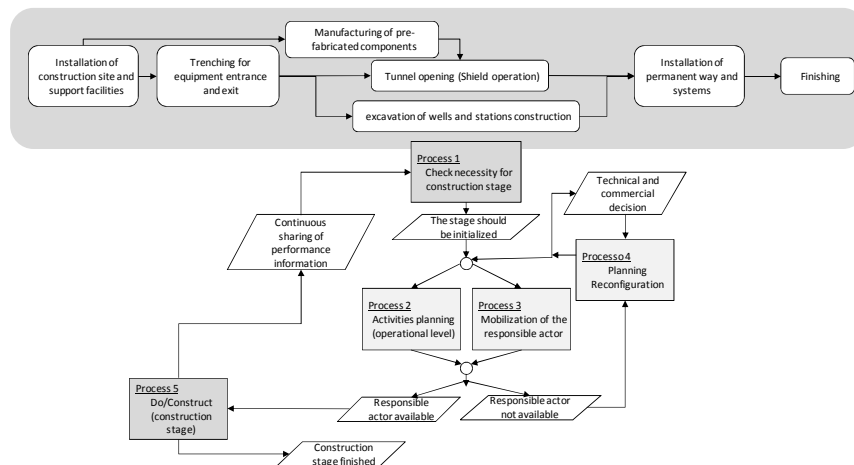 Manufacturing of pre-
fabricated components
Installation of
construction site and
support facilities
Trenching for
equipment entrance
and exit
Tunnel opening (Shield operation)
excavation of wells and stations construction
Installation of
permanent way and
systems
Finishing
Process 1
Check necessity for
construction stage
Technical and
commercial
decision
The stage should
be initialized
Continuous
sharing of
performance
information
Processo 4
Planning
Reconfiguration
Process 2
Activities planning
(operational level)
Process 3
Mobilization of the
responsible actor
Process 5
Do/Construct
(construction
stage)
Responsible
actor available
Responsible actor
not available
Construction
stage finished